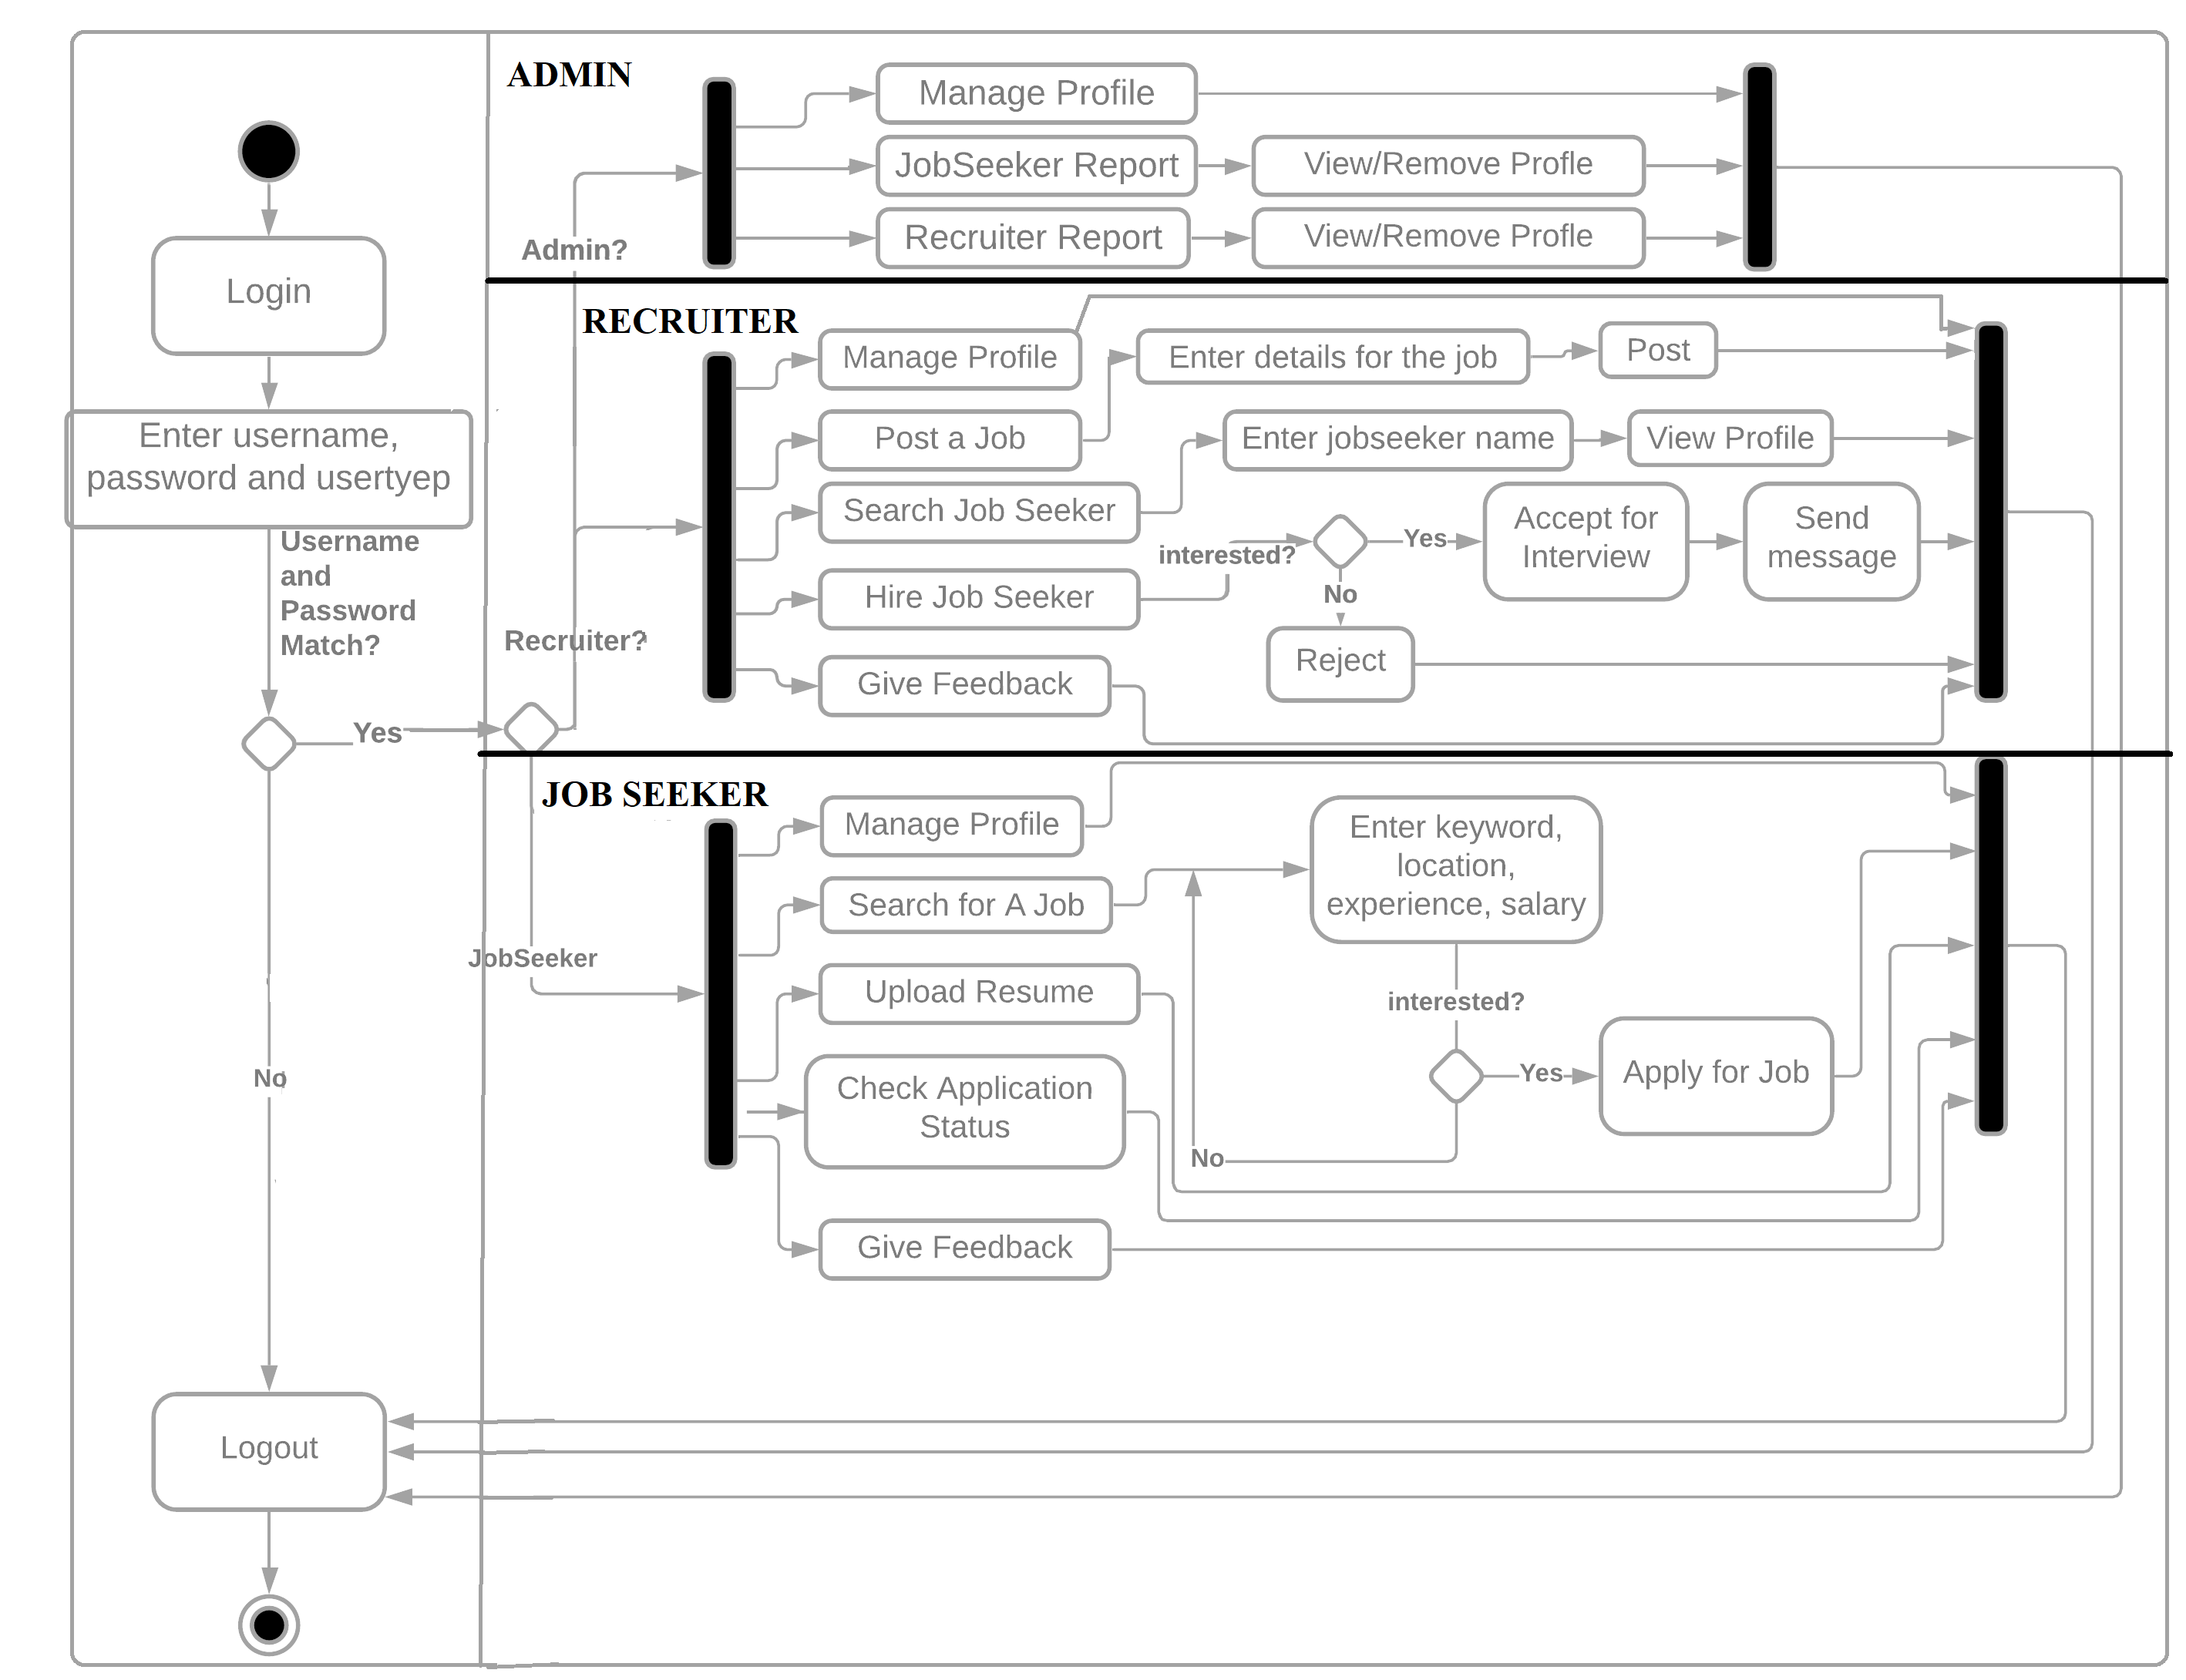 ADMIN
Manage Profile
JobSeeker Report
View/Remove Profle
Recruiter Report
View/Remove Profle
Admin?
Login
Enter username,
password and usertyep
Username
and
Password
Match?
Yes
No
Logout
RECRUITER
Recruiter?
Manage Profile
Enter details for the job
Post
Post a Job
Enter jobseeker name
View Profile
Search Job Seeker
interested?
Yes
Accept for
Interview
Send
message
Hire Job Seeker
No
Reject
Give Feedback
JOB SEEKER
JobSeeker
Manage Profile
Enter keyword,
location,
experience, salary
Search for A Job
Upload Resume
interested?
Yes
Apply for Job
Check Application
Status
No
Give Feedback